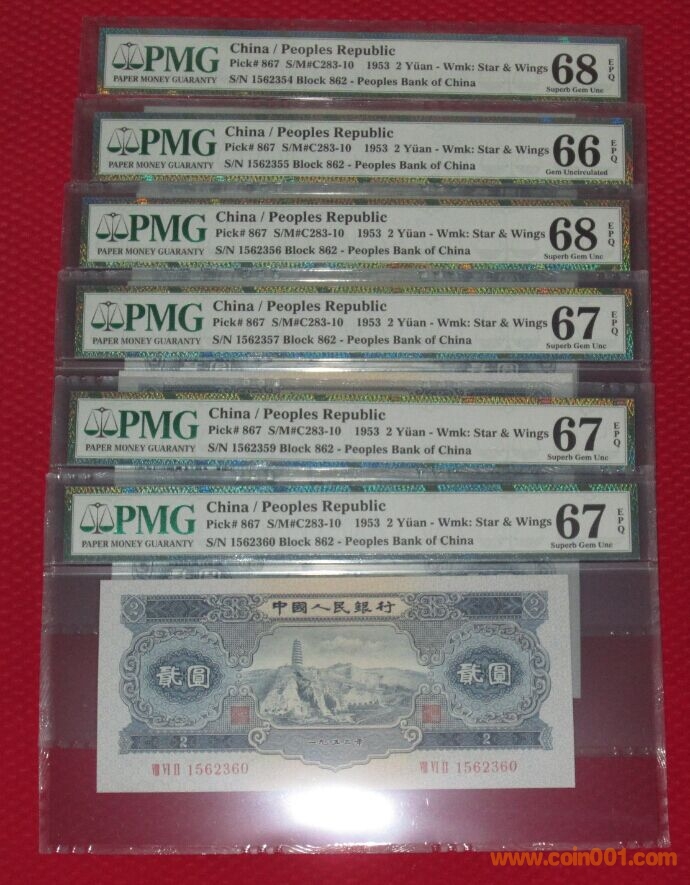 PMG
PAPER MONEY GUARANTY
China / Peoples Republic
Pick# 867 S/M#C283-10 1953 2 Yüan - Wmk: Star & Wings
S/N 1562354 Block 862 - Peoples Bank of China
68
EPQ
Superb Gem Unc
PMG
PAPER MONEY GUARANTY
China / Peoples Republic
Pick# 867 S/M#C283-10 1953 2 Yüan - Wmk: Star & Wings
S/N 1562355 Block 862 - Peoples Bank of China
66
EPQ
Gem Uncirculated
PMG
PAPER MONEY GUARANTY
China / Peoples Republic
Pick# 867 S/M#C283-10 1953 2 Yüan - Wmk: Star & Wings
S/N 1562356 Block 862 - Peoples Bank of China
68
EPQ
Superb Gem Unc
PMG
PAPER MONEY GUARANTY
China / Peoples Republic
Pick# 867 S/M#C283-10 1953 2 Yüan - Wmk: Star & Wings
S/N 1562357 Block 862 - Peoples Bank of China
67
EPQ
Superb Gem Unc
PMG
PAPER MONEY GUARANTY
China / Peoples Republic
Pick# 867 S/M#C283-10 1953 2 Yüan - Wmk: Star & Wings
S/N 1562359 Block 862 - Peoples Bank of China
67
EPQ
Superb Gem Unc
PMG
PAPER MONEY GUARANTY
China / Peoples Republic
Pick# 867 S/M#C283-10 1953 2 Yüan - Wmk: Star & Wings
S/N 1562360 Block 862 - Peoples Bank of China
67
EPQ
Superb Gem Unc
2 中國人民銀行 2
貳圓 貳圓
2 一九五三年 2
VIII VI II 1562360 VIII VI II 1562360
www.coin001.com